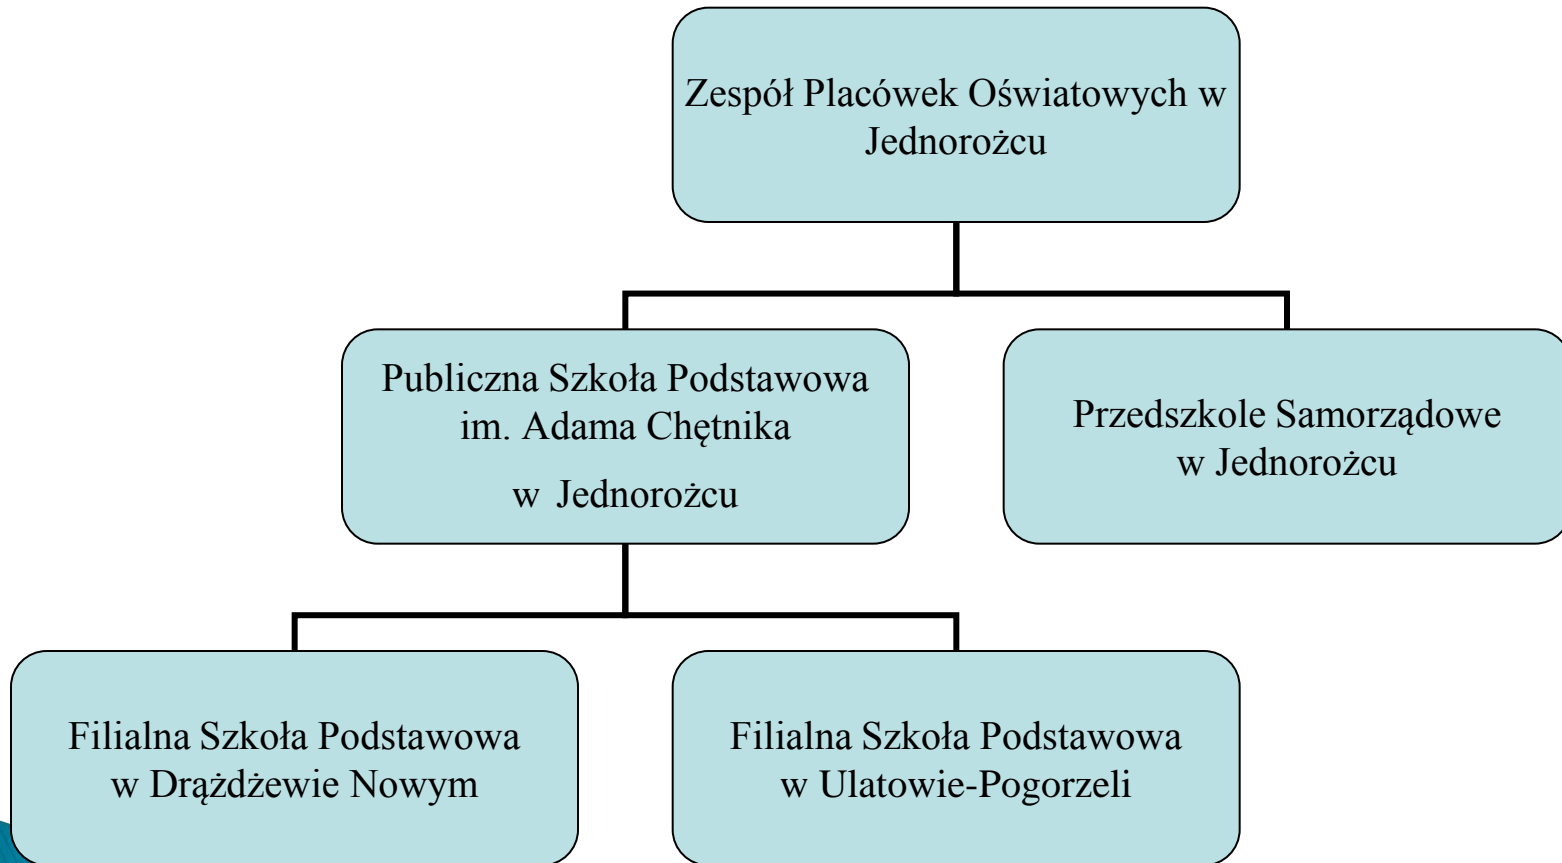 Zespół Placówek Oświatowych w
Jednorożcu
Publiczna Szkoła Podstawowa
im. Adama Chętnika
w Jednorożcu
Przedszkole Samorządowe
w Jednorożcu
Filialna Szkoła Podstawowa
w Drążdżewie Nowym
Filialna Szkoła Podstawowa
w Ulatowie-Pogorzeli